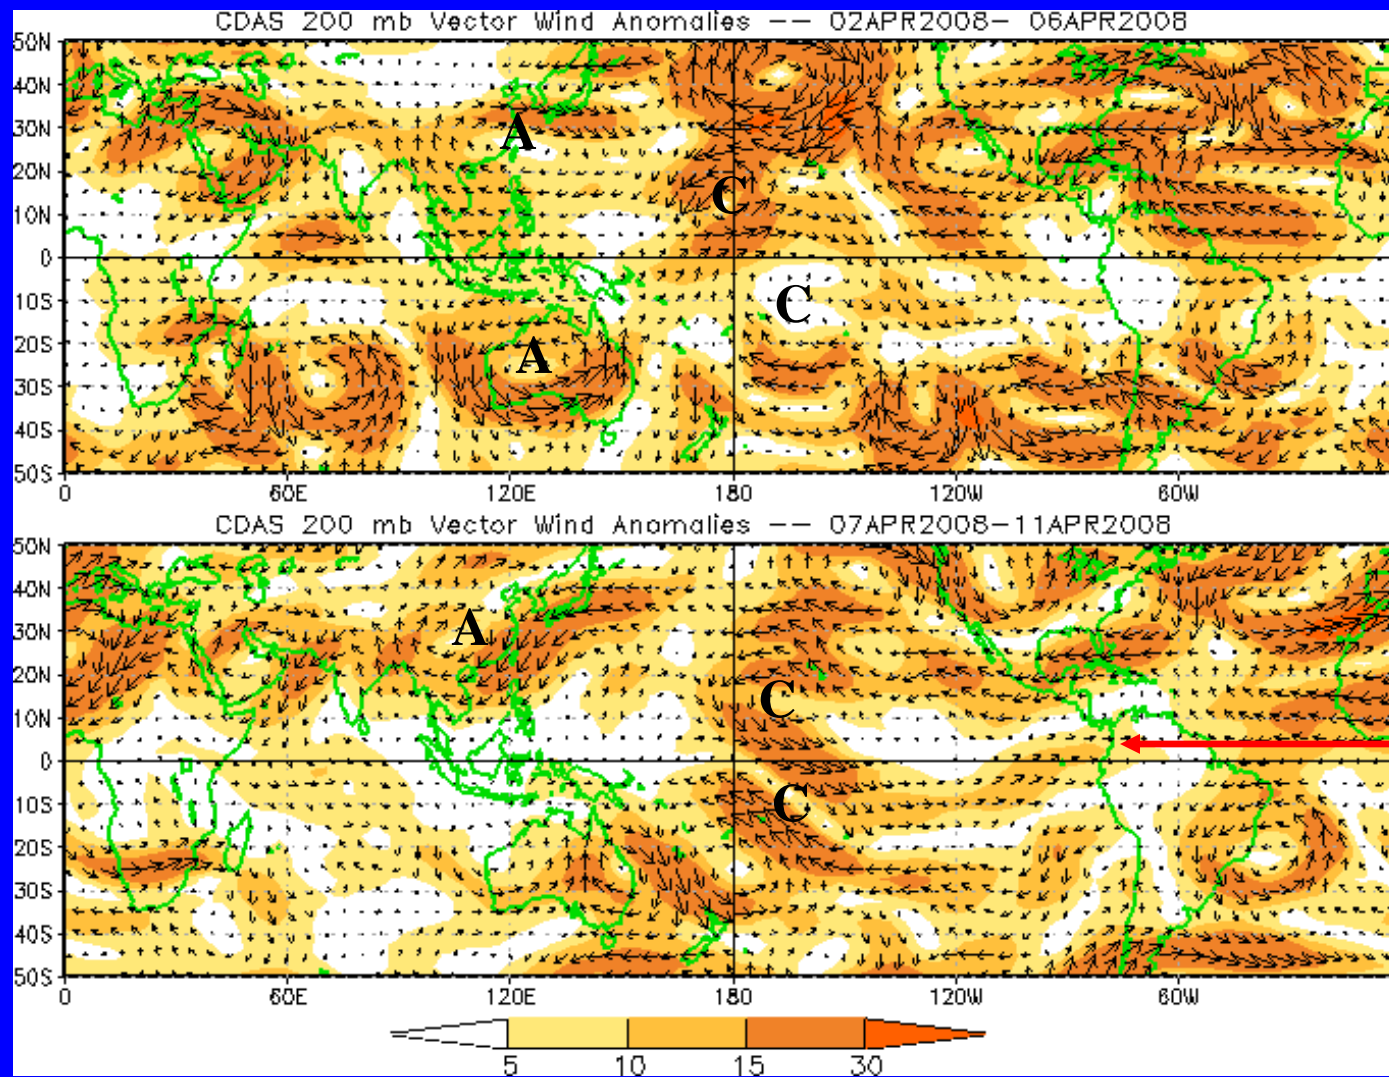 CDAS 200 mb Vector Wind Anomalies -- 02APR2008- 06APR2008
50N
40N
30N
20N
10N
0
10S
20S
30S
40S
50S
A
C
C
A
0 60E 120E 180 120W 60W
CDAS 200 mb Vector Wind Anomalies -- 07APR2008-11APR2008
50N
40N
30N
20N
10N
0
10S
20S
30S
40S
50S
A
C
C
0 60E 120E 180 120W 60W
5 10 15 30